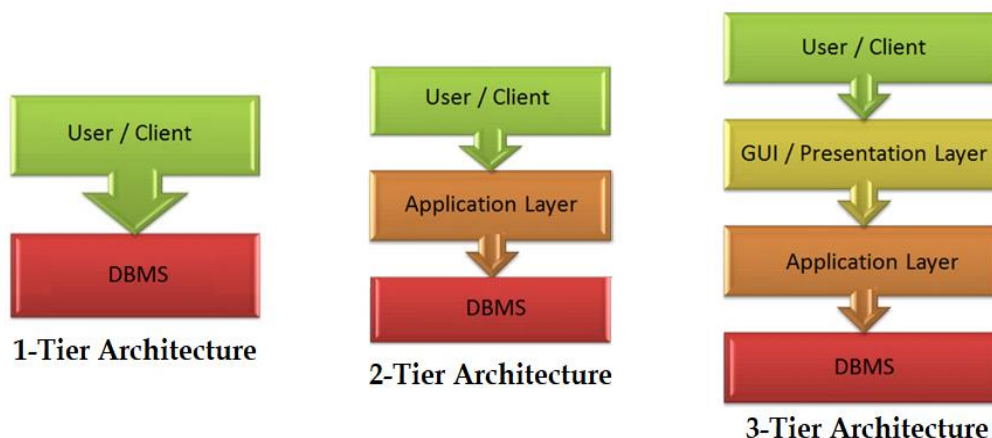 User / Client
DBMS
1-Tier Architecture
User / Client
Application Layer
DBMS
2-Tier Architecture
User / Client
GUI / Presentation Layer
Application Layer
DBMS
3-Tier Architecture